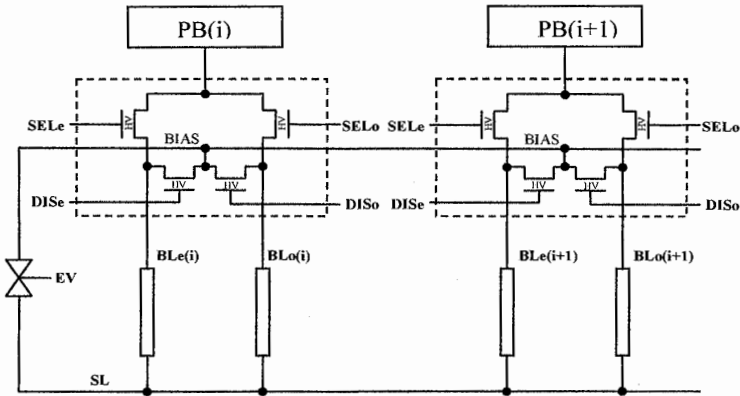 PB(i) PB(i+1)
HV HV HV HV
SELe SELo SELe SELo
BIAS BIAS
HV HV HV HV
DISe DISo DISe DISo
BLe(i) BLo(i) BLe(i+1) BLo(i+1)
EV
SL